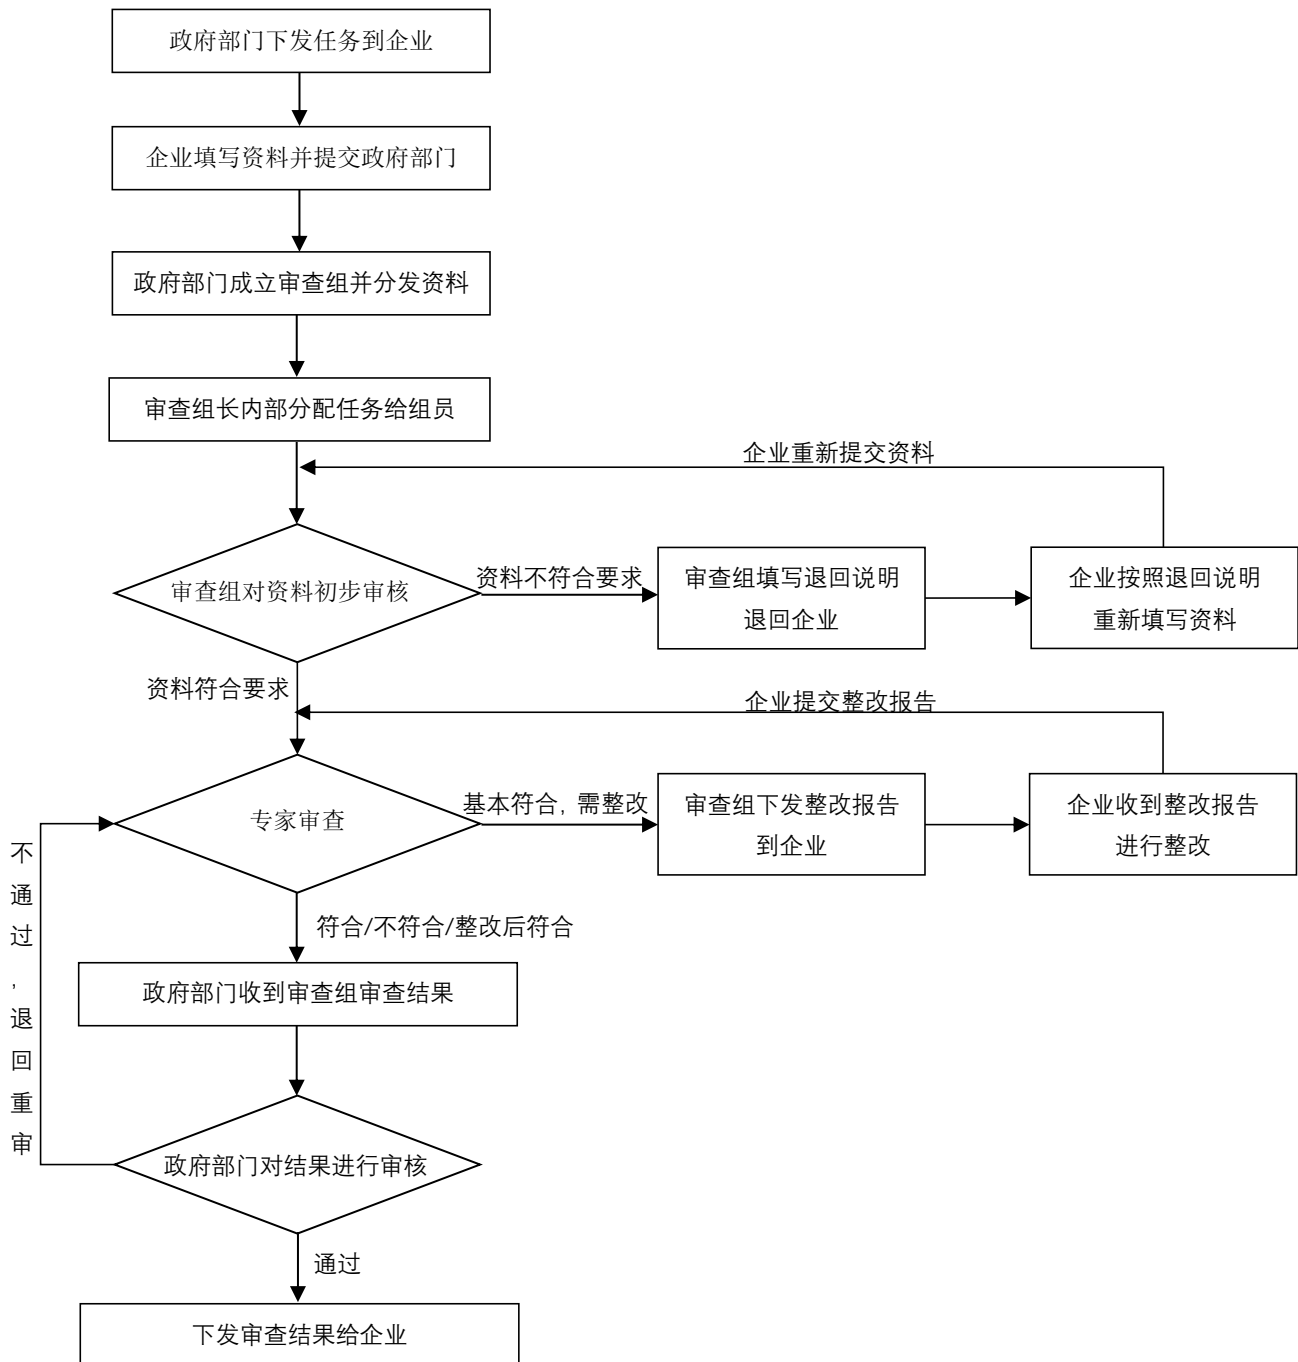 政府部门下发任务到企业
企业填写资料并提交政府部门
政府部门成立审查组并分发资料
审查组长内部分配任务给组员
企业重新提交资料
审查组对资料初步审核
资料不符合要求
审查组填写退回说明
退回企业
企业按照退回说明
重新填写资料
资料符合要求
企业提交整改报告
专家审查
基本符合, 需整改
审查组下发整改报告
到企业
企业收到整改报告
进行整改
不通过,退回重审
符合/不符合/整改后符合
政府部门收到审查组审查结果
政府部门对结果进行审核
通过
下发审查结果给企业